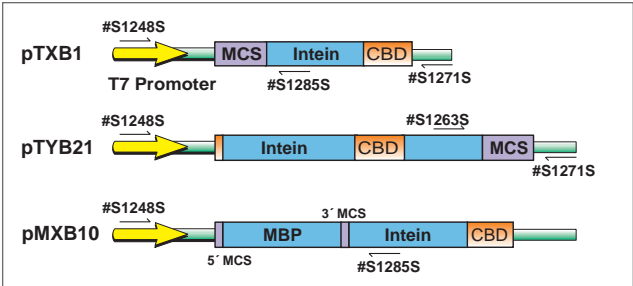 #S1248S
pTXB1 MCS Intein CBD
T7 Promoter #S1285S #S1271S
#S1248S #S1263S
pTYB21 Intein CBD MCS
#S1271S
#S1248S 3´ MCS
pMXB10 MBP Intein CBD
5´ MCS #S1285S